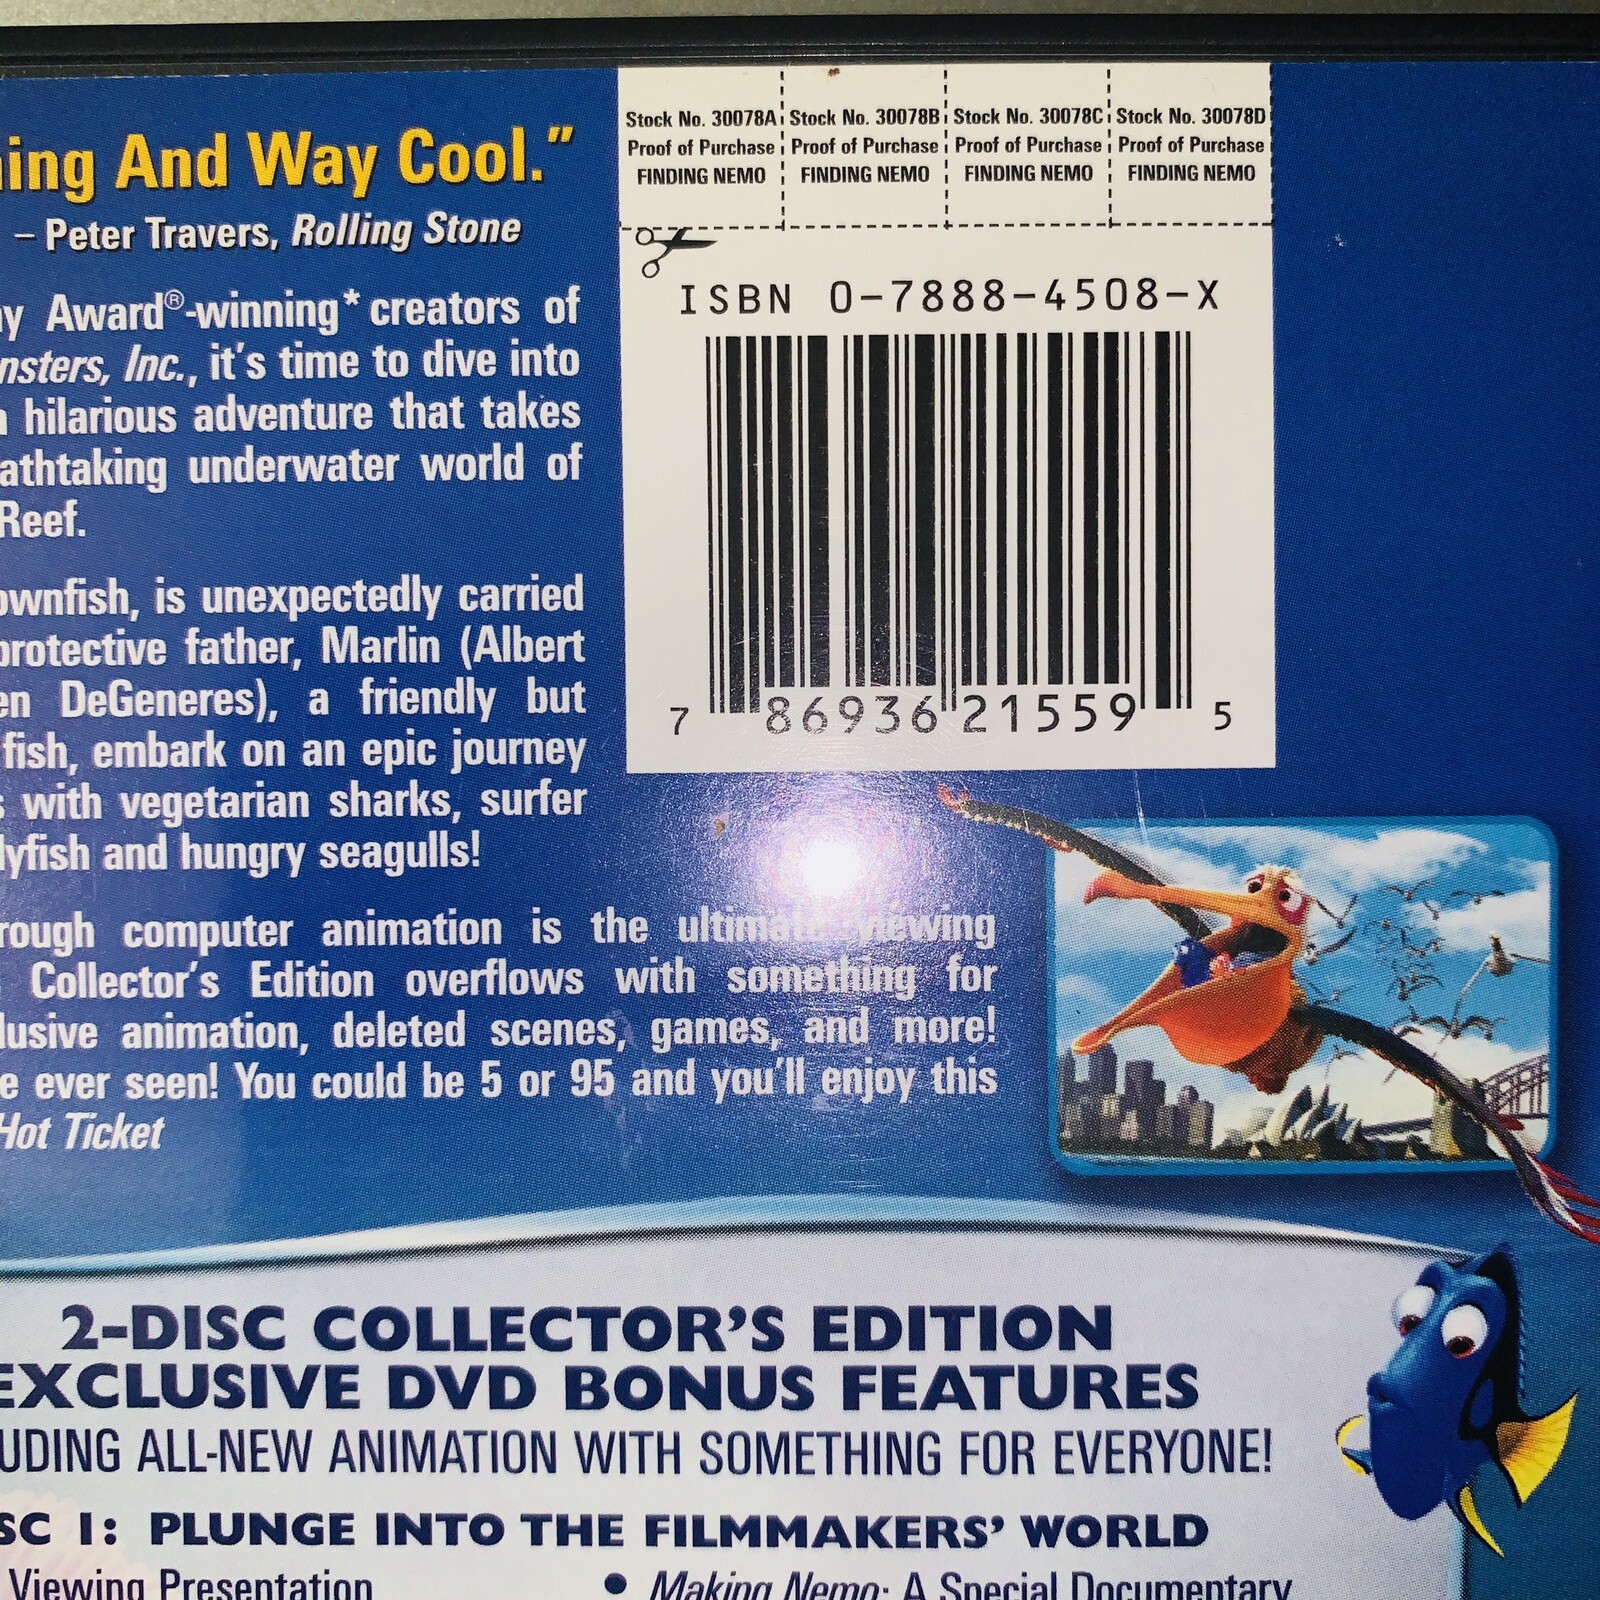 ing And Way Cool."
– Peter Travers, Rolling Stone
Stock No. 30078A Stock No. 30078B Stock No. 30078C Stock No. 30078D
Proof of Purchase Proof of Purchase Proof of Purchase Proof of Purchase
FINDING NEMO FINDING NEMO FINDING NEMO FINDING NEMO
ISBN 0-7888-4508-X
7 86936 21559 5
y Award®-winning* creators of
nsters, Inc., it's time to dive into
hilarious adventure that takes
athtaking underwater world of
Reef.
ownfish, is unexpectedly carried
protective father, Marlin (Albert
en DeGeneres), a friendly but
fish, embark on an epic journey
s with vegetarian sharks, surfer
lyfish and hungry seagulls!
rough computer animation is the ultimate viewing
Collector's Edition overflows with something for
lusive animation, deleted scenes, games, and more!
e ever seen! You could be 5 or 95 and you'll enjoy this
Hot Ticket
2-DISC COLLECTOR'S EDITION
EXCLUSIVE DVD BONUS FEATURES
UDING ALL-NEW ANIMATION WITH SOMETHING FOR EVERYONE!
SC 1: PLUNGE INTO THE FILMMAKERS' WORLD
Viewing Presentation
• Making Nemo: A Special Documentary